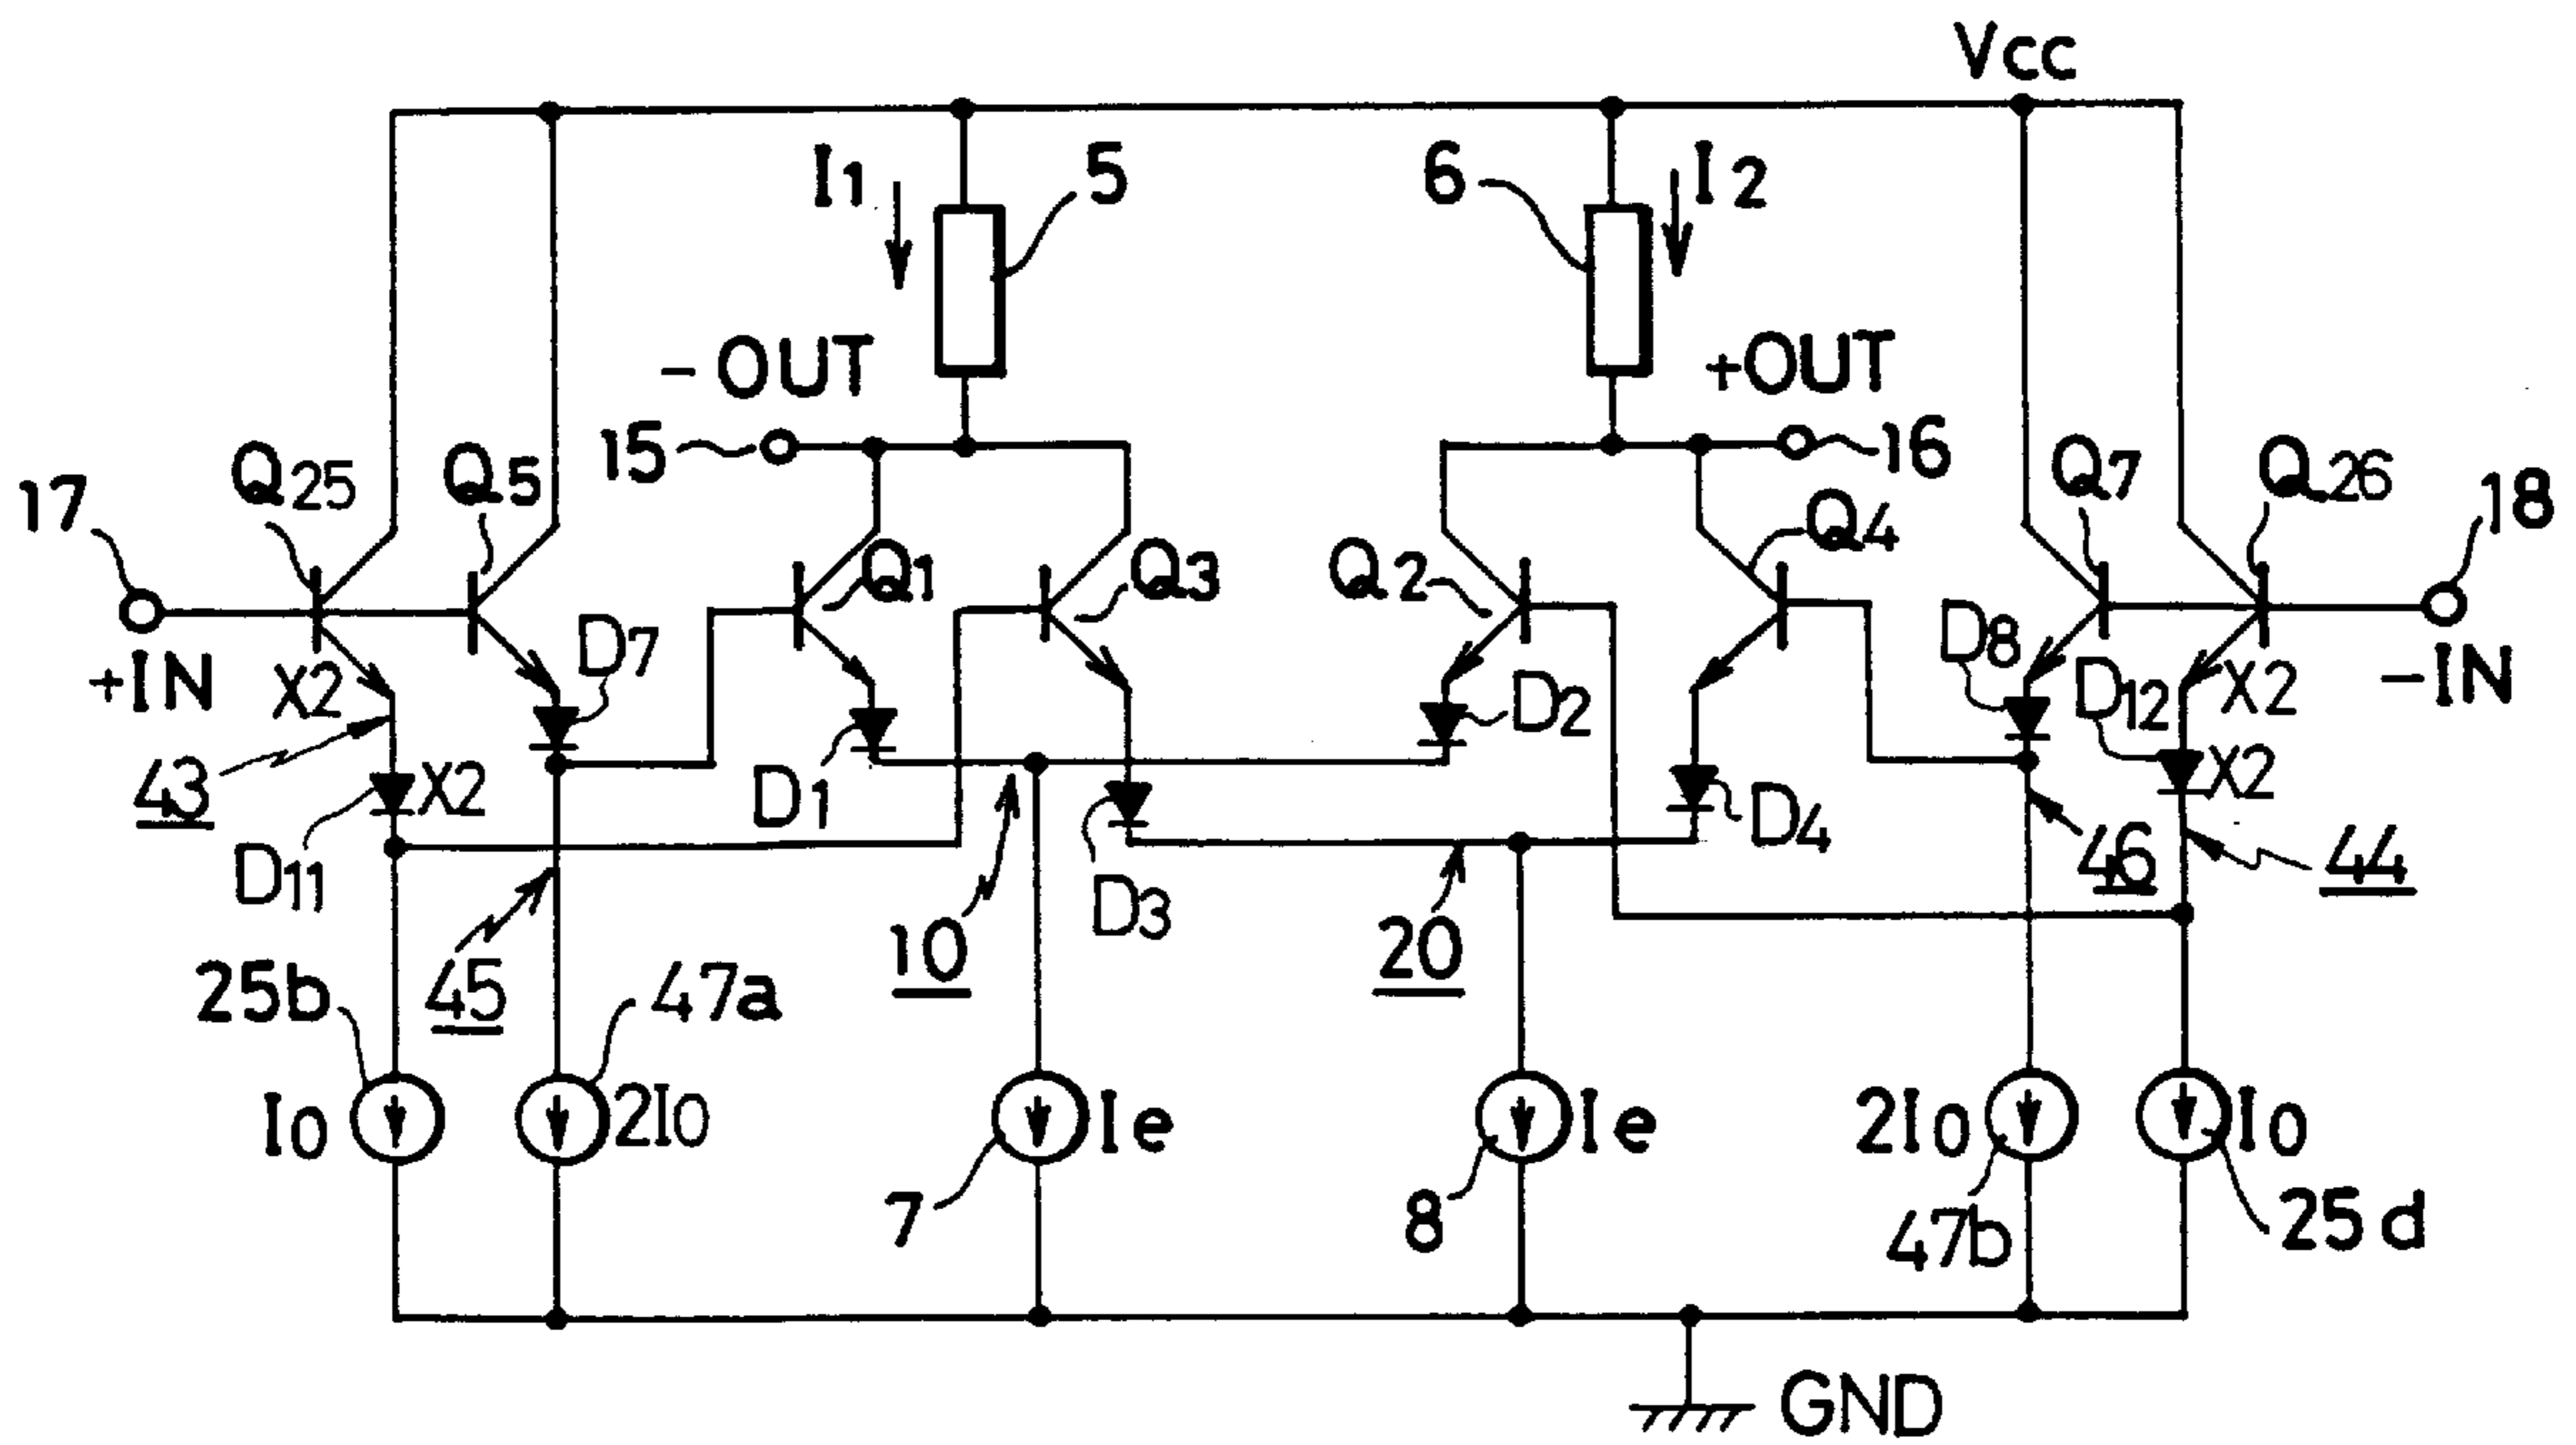 Vcc
I1
5
6
I2
- OUT
+OUT
15
16
17
Q25
Q5
Q7
Q26
18
Q1
Q3
Q2
Q4
+IN
X2
D7
D8
D12
X2
-IN
D2
43
X2
D1
D4
X2
D11
D3
46
44
25b
45
47a
10
20
I0
2I0
Ie
Ie
2I0
I0
7
8
47b
25d
GND